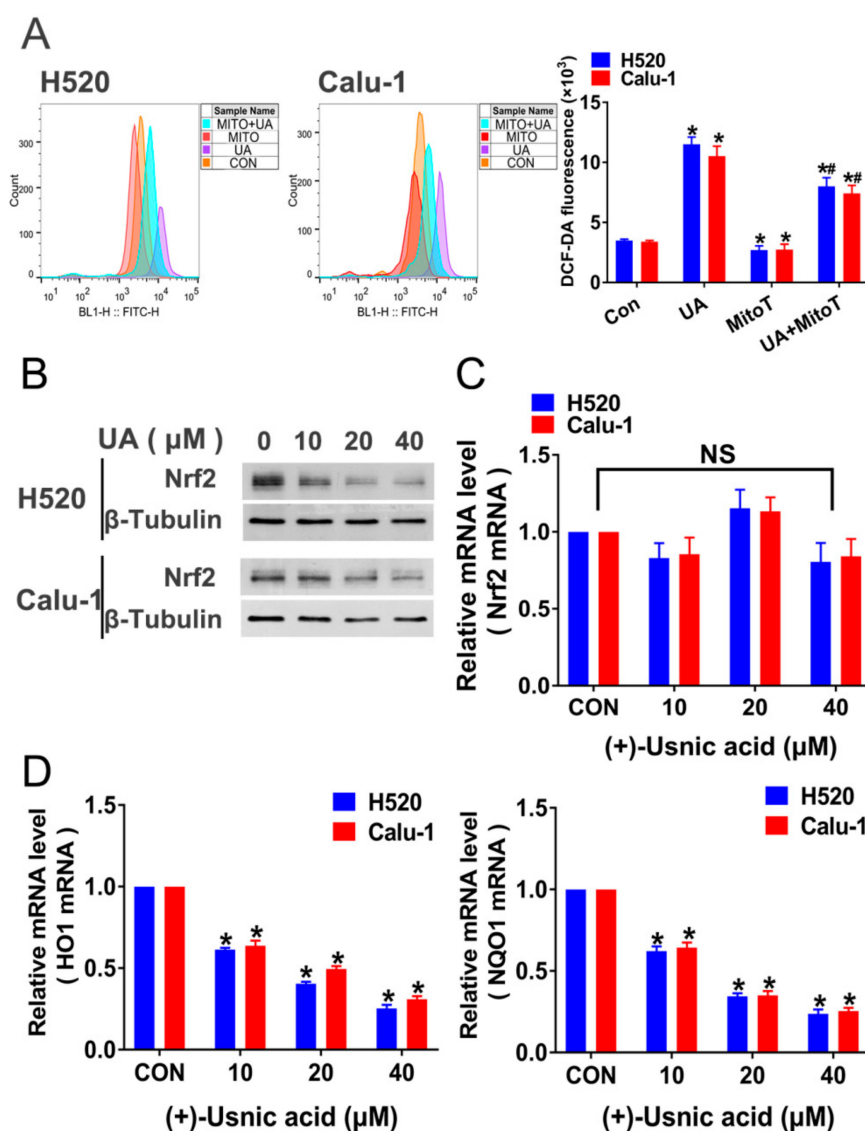 A
H520
Calu-1
Sample Name
MITO+UA
MITO
UA
CON
Sample Name
MITO+UA
MITO
UA
CON
Count
300
200
100
0
10^1 10^2 10^3 10^4 10^5
BL1-H :: FITC-H
Count
300
200
100
0
10^1 10^2 10^3 10^4 10^5
BL1-H :: FITC-H
H520
Calu-1
DCF-DA fluorescence (×10^3)
15
10
5
0
* * * * *# *#
Con UA MitoT UA+MitoT
B
UA ( μM ) 0 10 20 40
H520
Nrf2
β-Tubulin
Calu-1
Nrf2
β-Tubulin
C
H520
Calu-1
NS
Relative mRNA level
( Nrf2 mRNA )
1.5
1.0
0.5
0.0
CON 10 20 40
(+)-Usnic acid (μM)
D
H520
Calu-1
Relative mRNA level
( HO1 mRNA )
1.5
1.0
0.5
0.0
* * * * * *
CON 10 20 40
(+)-Usnic acid (μM)
H520
Calu-1
Relative mRNA level
( NQO1 mRNA )
1.5
1.0
0.5
0.0
* * * * * *
CON 10 20 40
(+)-Usnic acid (μM)